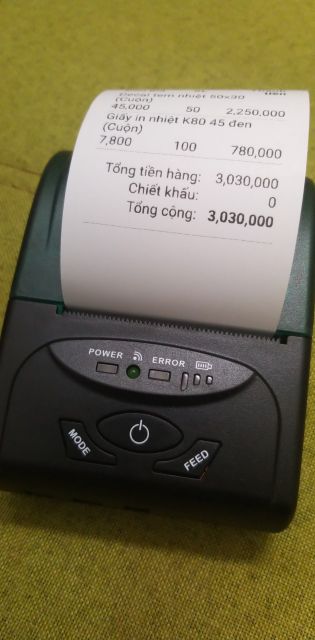 Decal tem nhiệt 50x30
(Cuộn)
45,000 50 2,250,000
Giấy in nhiệt K80 45 đen
(Cuộn)
7,800 100 780,000
Tổng tiền hàng: 3,030,000
Chiết khấu: 0
Tổng cộng: 3,030,000
POWER ERROR
MODE
FEED